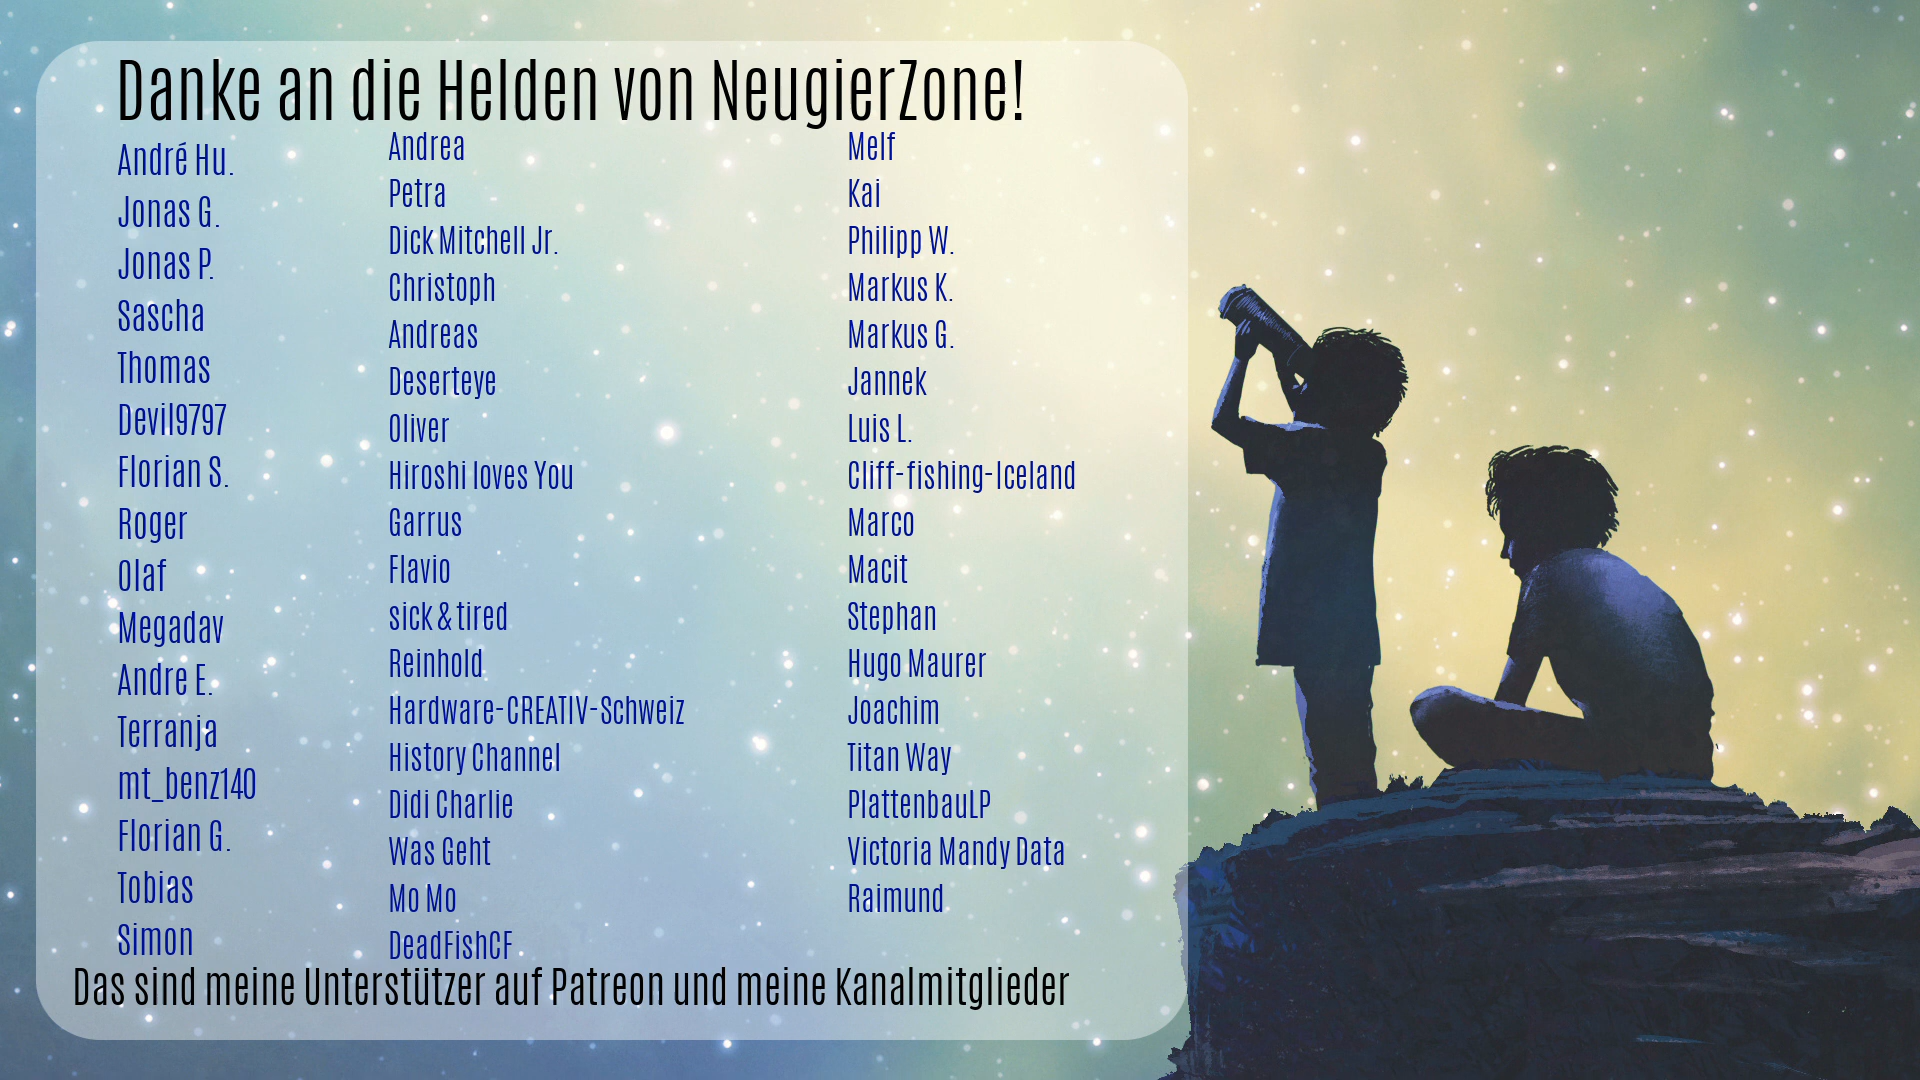 Danke an die Helden von NeugierZone!
André Hu.
Jonas G.
Jonas P.
Sascha
Thomas
Devil9797
Florian S.
Roger
Olaf
Megadav
Andre E.
Terranja
mt_benz140
Florian G.
Tobias
Simon
Andrea
Petra
Dick Mitchell Jr.
Christoph
Andreas
Deserteye
Oliver
Hiroshi loves You
Garrus
Flavio
sick & tired
Reinhold
Hardware-CREATIV-Schweiz
History Channel
Didi Charlie
Was Geht
Mo Mo
DeadFishCF
Melf
Kai
Philipp W.
Markus K.
Markus G.
Jannek
Luis L.
Cliff-fishing-Iceland
Marco
Macit
Stephan
Hugo Maurer
Joachim
Titan Way
PlattenbauLP
Victoria Mandy Data
Raimund
Das sind meine Unterstützer auf Patreon und meine Kanalmitglieder